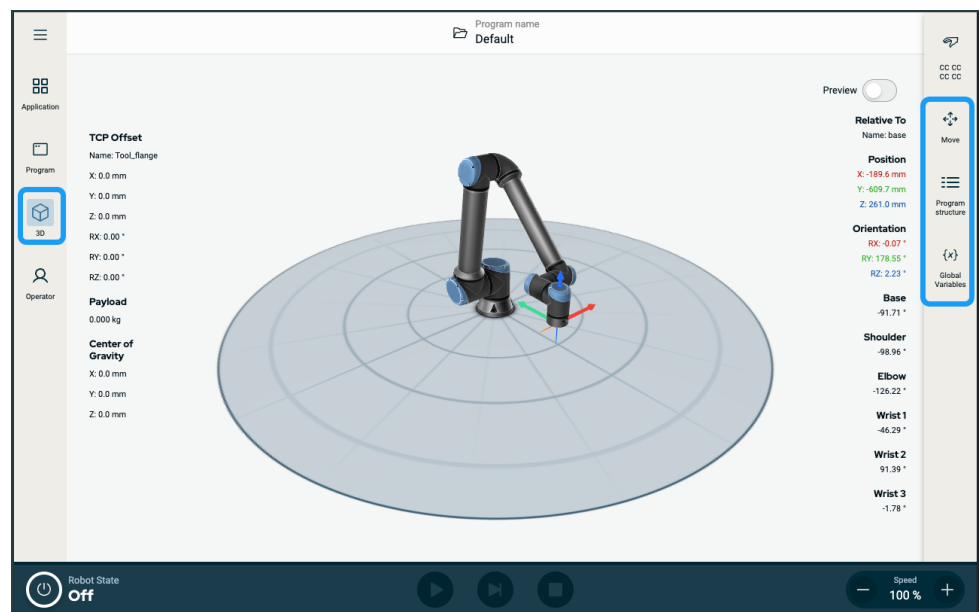 Program name
Default
Application
Program
3D
Operator
TCP Offset
Name: Tool_flange
X: 0.0 mm
Y: 0.0 mm
Z: 0.0 mm
RX: 0.00 °
RY: 0.00 °
RZ: 0.00 °
Payload
0.000 kg
Center of
Gravity
X: 0.0 mm
Y: 0.0 mm
Z: 0.0 mm
Preview
Relative To
Name: base
Position
X: -189.6 mm
Y: -609.7 mm
Z: 261.0 mm
Orientation
RX: -0.07 °
RY: 178.55 °
RZ: 2.23 °
Base
-91.71 °
Shoulder
-98.96 °
Elbow
-126.22 °
Wrist 1
-46.29 °
Wrist 2
91.39 °
Wrist 3
-1.78 °
CC CC
CC CC
Move
Program
structure
{x}
Global
Variables
Robot State
Off
Speed
100 %